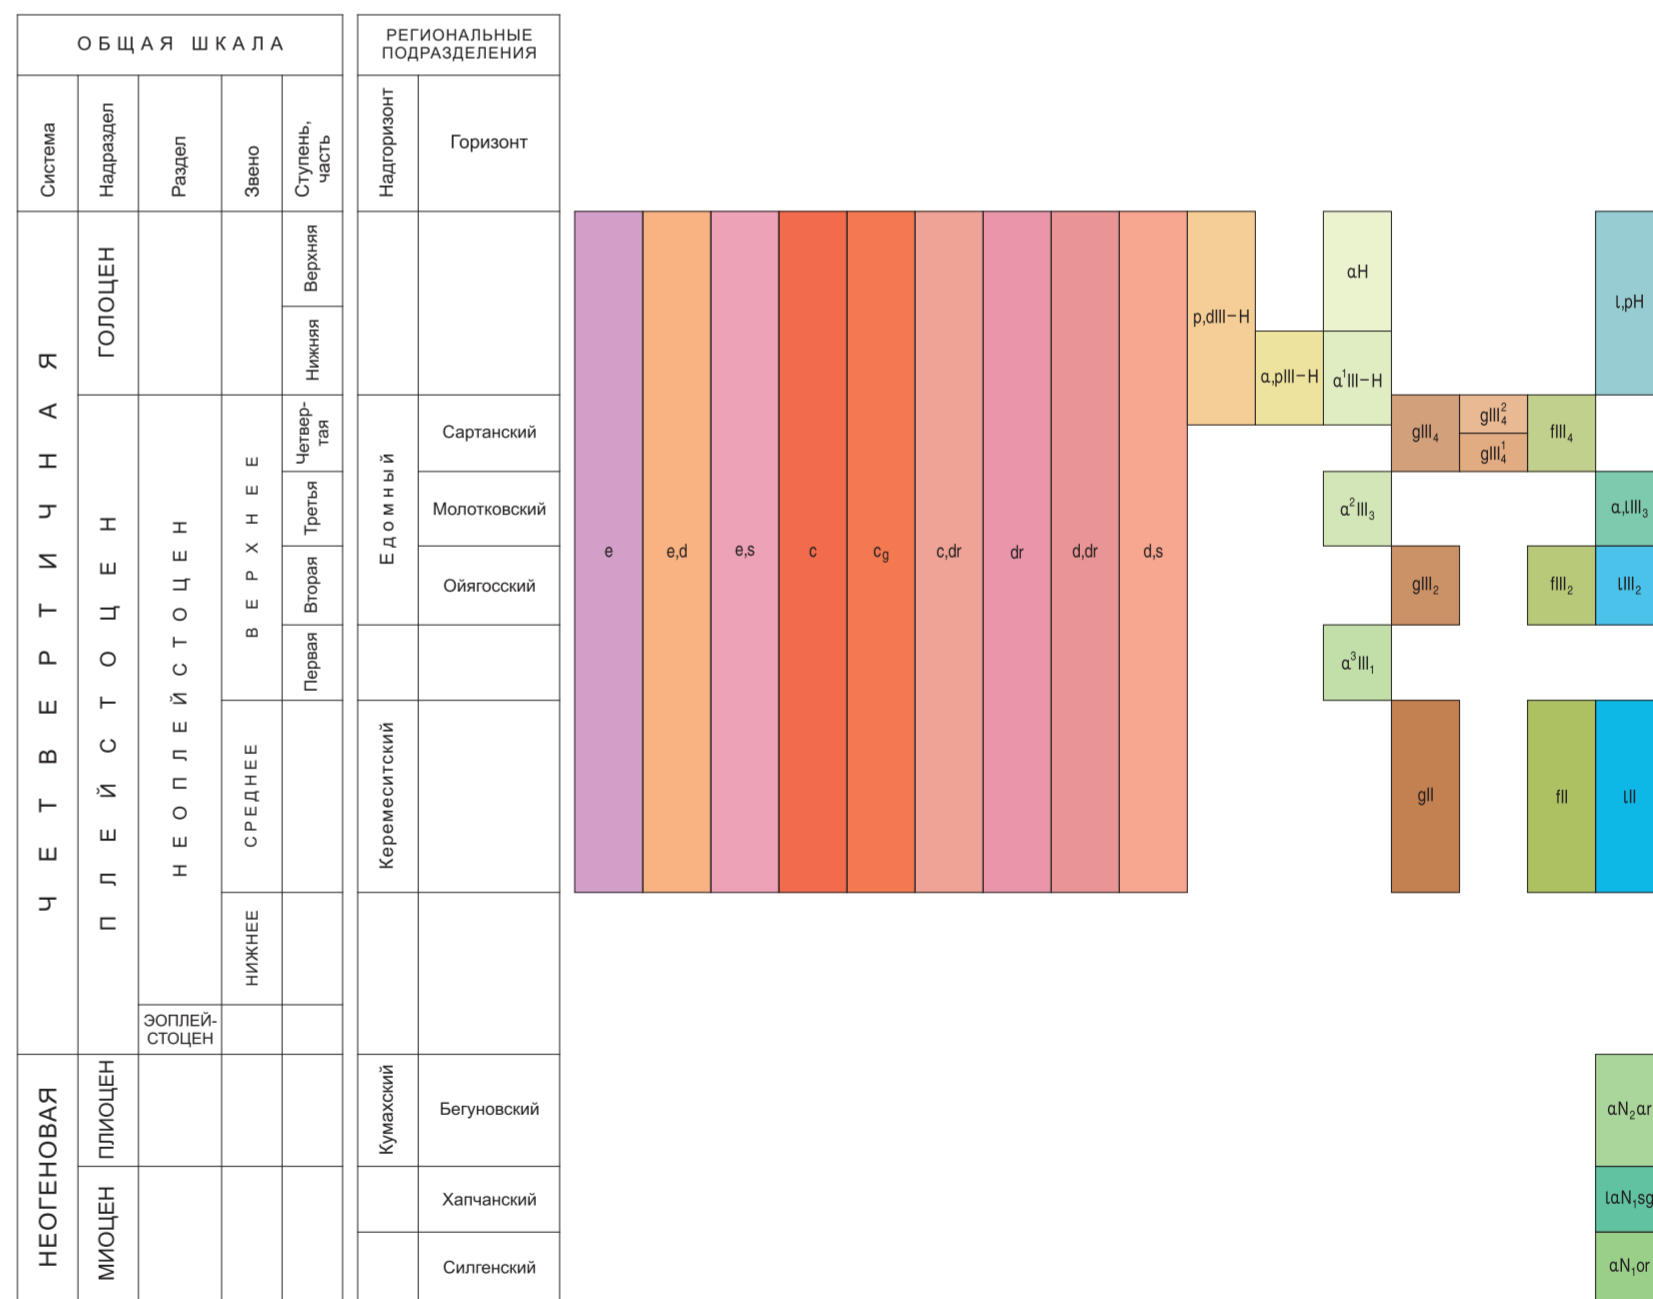 ОБЩАЯ ШКАЛА
РЕГИОНАЛЬНЫЕ
ПОДРАЗДЕЛЕНИЯ
Система
Надраздел
Раздел
Звено
Ступень,
часть
Надгоризонт
Горизонт
ЧЕТВЕРТИЧНАЯ
ГОЛОЦЕН
Верхняя
Нижняя
ПЛЕЙСТОЦЕН
НЕОПЛЕЙСТОЦЕН
ВЕРХНЕЕ
Четвер-
тая
Третья
Вторая
Первая
СРЕДНЕЕ
НИЖНЕЕ
ЭОПЛЕЙ-
СТОЦЕН
Едомный
Сартанский
Молотковский
Ойягосский
Керемеситский
НЕОГЕНОВАЯ
ПЛИОЦЕН
МИОЦЕН
Кумахский
Бегуновский
Хапчанский
Силгенский
e
e,d
e,s
c
c_g
c,dr
dr
d,dr
d,s
p,dIII–H
α,pIII–H
αH
α¹III–H
α²III₃
α³III₁
gIII₄
gIII₄²
gIII₄¹
fIII₄
gIII₂
fIII₂
gII
fII
l,pH
α,lIII₃
lIII₂
lII
αN₂ar
lαN₁sg
αN₁or